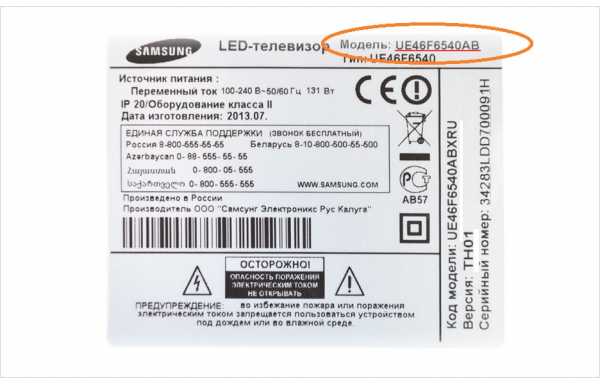 SAMSUNG LED-телевизор Модель: UE46F6540AB
Тип: UE46F6540
Источник питания :
Переменный ток 100-240 В~50/60 Гц 131 Вт
IP 20/Оборудование класса II
Дата изготовления: 2013.07.
ЕДИНАЯ СЛУЖБА ПОДДЕРЖКИ (ЗВОНОК БЕСПЛАТНЫЙ)
Россия 8-800-555-55-55 Беларусь 8-10-800-500-55-500
Azərbaycan 0- 88 - 555- 55- 55
Հայաստան 0- 800- 05- 555
საქართველო 0- 800- 555- 555 WWW.SAMSUNG.COM
АВ57
Произведено в России
Производитель ООО "Самсунг Электроникс Рус Калуга"
SAMSUNG
ОСТОРОЖНО!
ОПАСНОСТЬ ПОРАЖЕНИЯ
ЭЛЕКТРИЧЕСКИМ ТОКОМ
НЕ ОТКРЫВАТЬ
ПРЕДУПРЕЖДЕНИЕ: во избежание пожара или поражения
электрическим током запрещается пользоваться устройством
под дождем или во влажной среде.
Код модели: UE46F6540ABXRU
Версия: TH01
Серийный номер: 34283LDD700091H